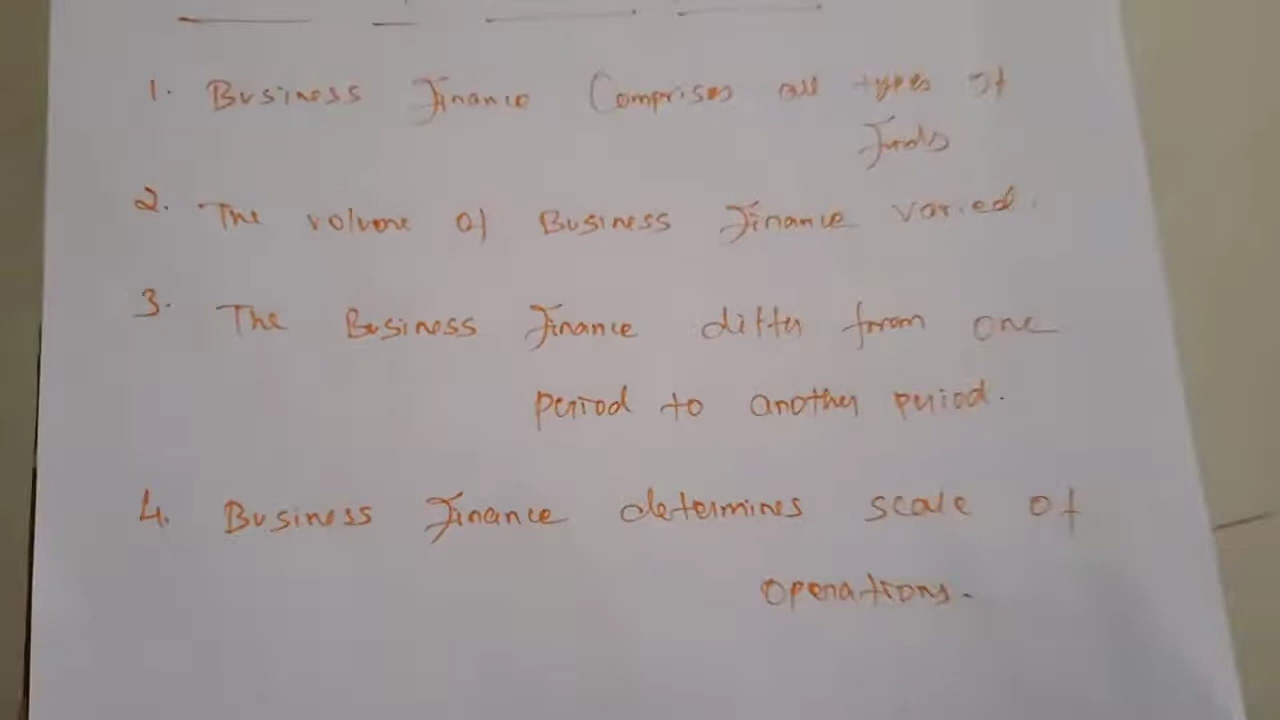 1. Business Finance Comprises all types of
Funds
2. The volume of Business Finance varied.
3. The Business Finance differ from one
period to another period.
4. Business Finance determines scale of
operations.